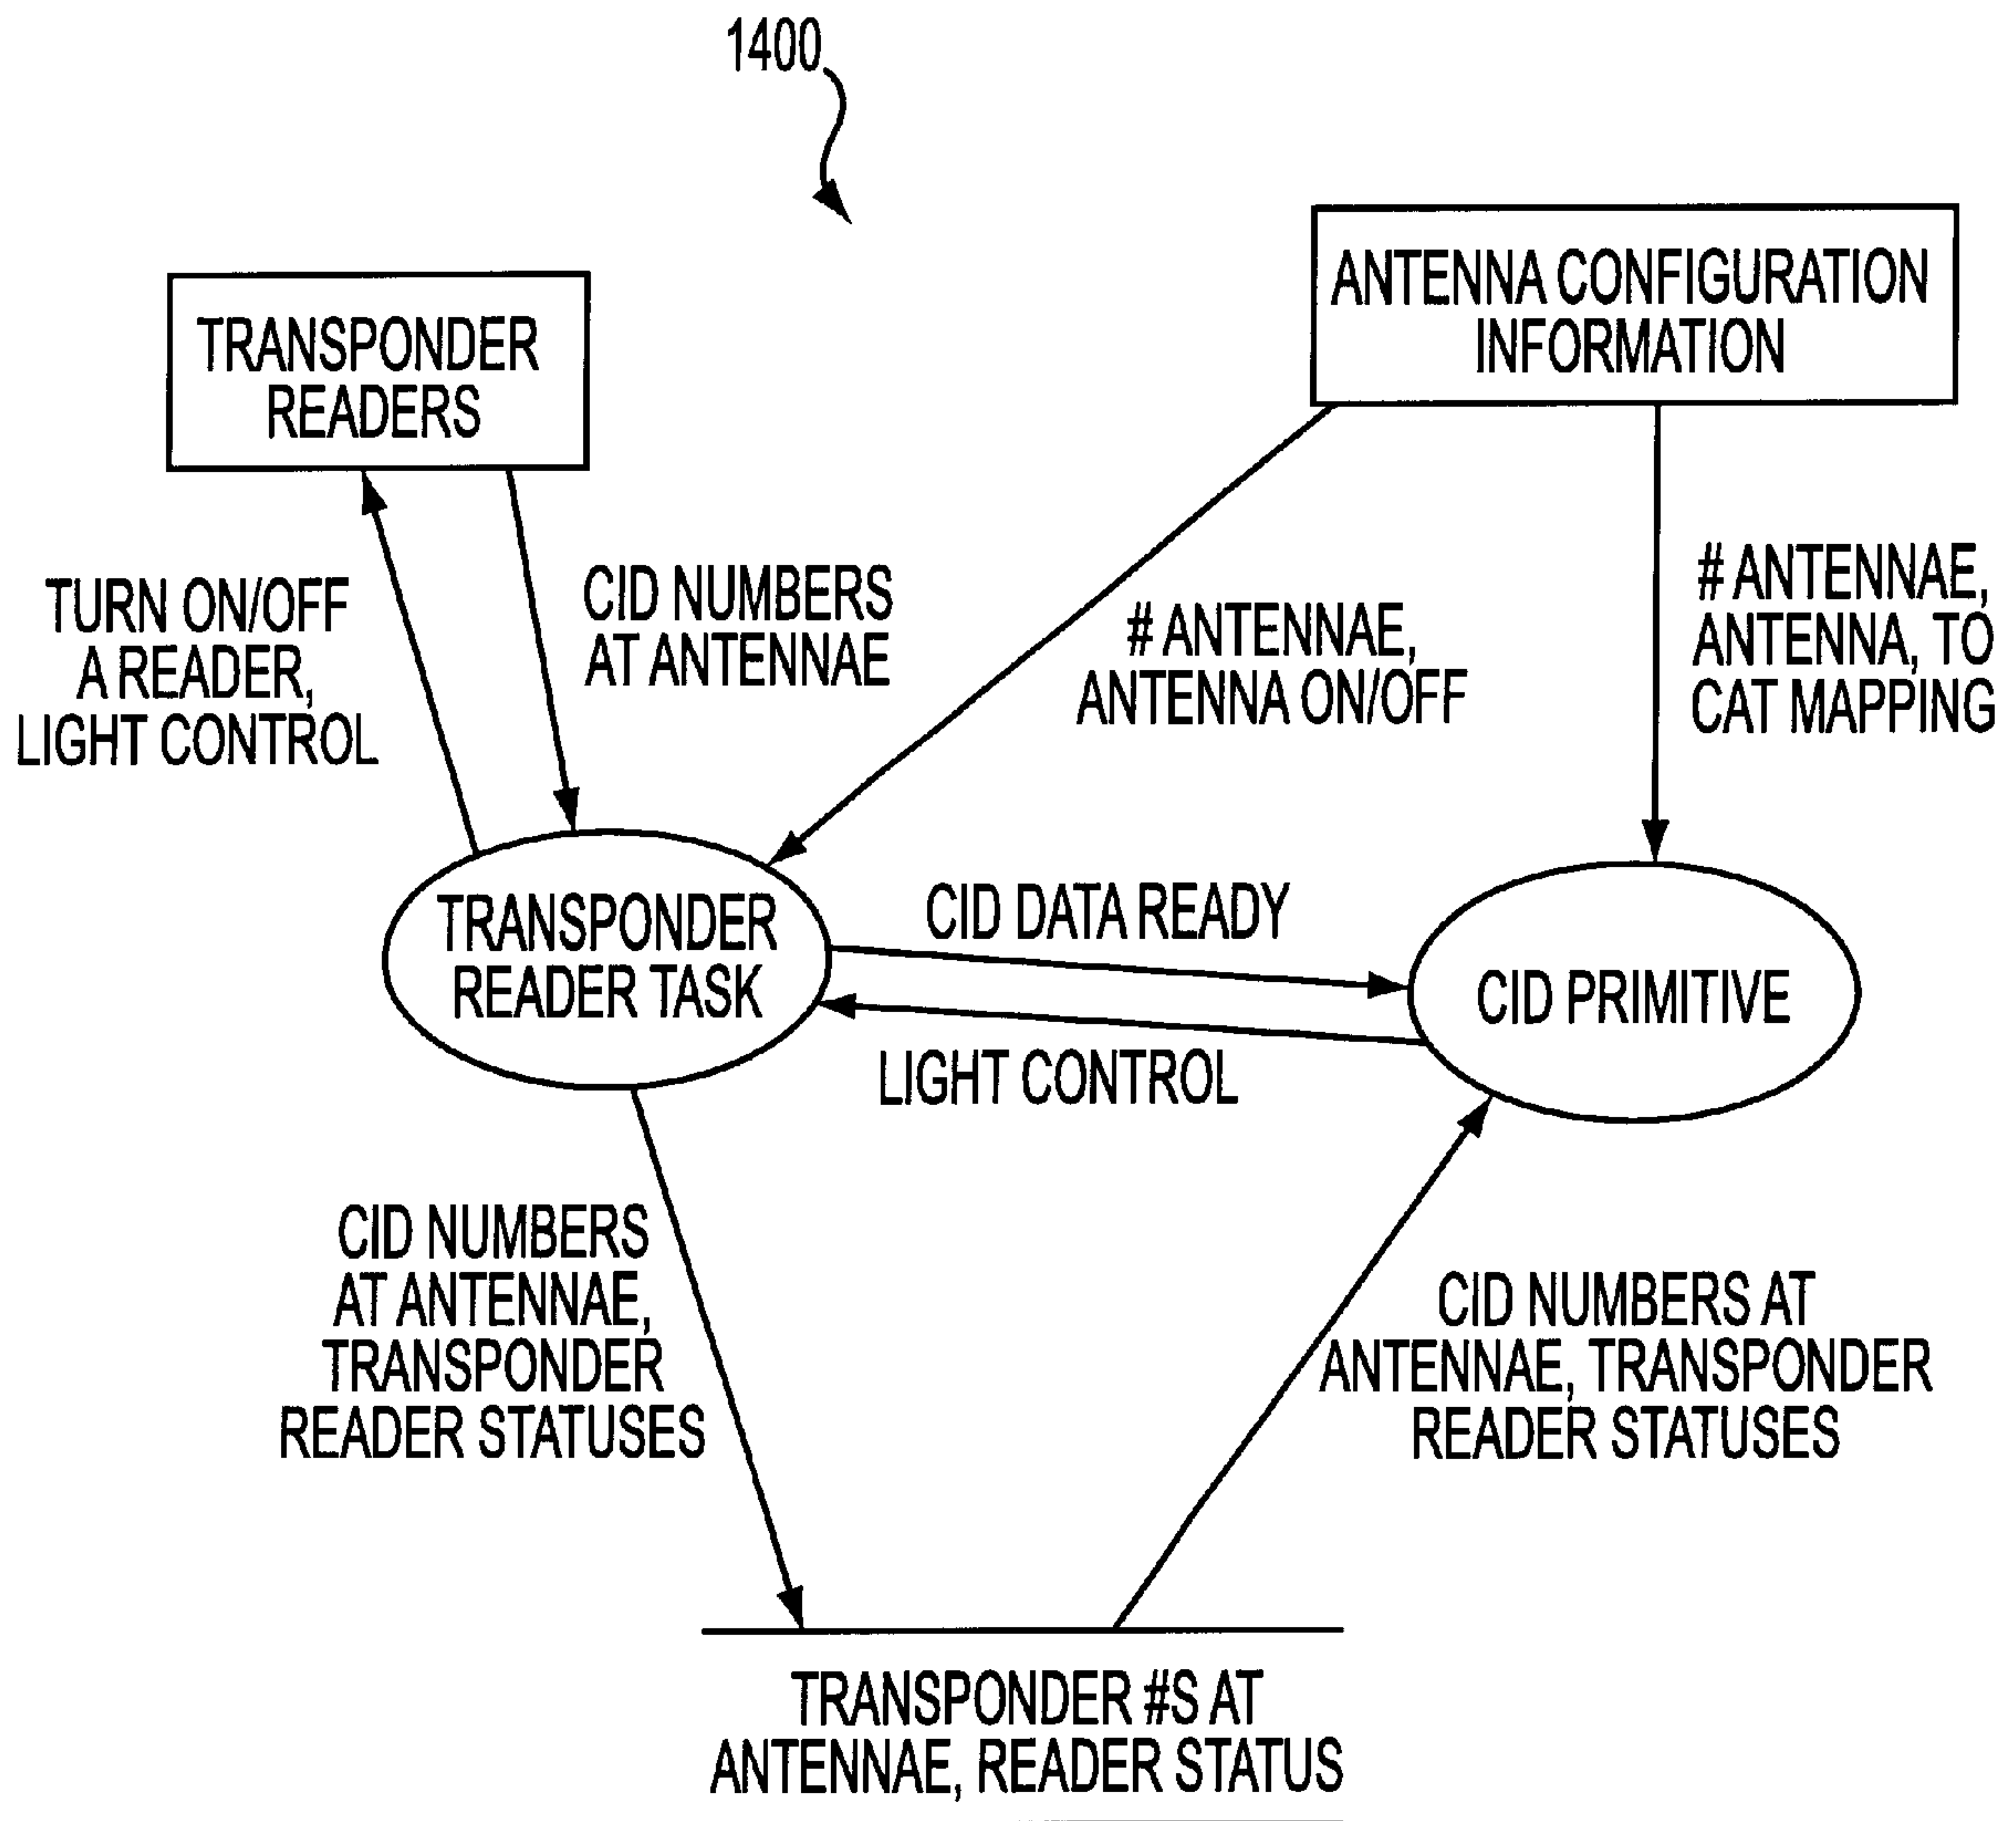 1400
TRANSPONDER
READERS
ANTENNA CONFIGURATION
INFORMATION
TURN ON/OFF
A READER,
LIGHT CONTROL
CID NUMBERS
AT ANTENNAE
# ANTENNAE,
ANTENNA ON/OFF
# ANTENNAE,
ANTENNA, TO
CAT MAPPING
TRANSPONDER
READER TASK
CID DATA READY
LIGHT CONTROL
CID PRIMITIVE
CID NUMBERS
AT ANTENNAE,
TRANSPONDER
READER STATUSES
CID NUMBERS AT
ANTENNAE, TRANSPONDER
READER STATUSES
TRANSPONDER #S AT
ANTENNAE, READER STATUS